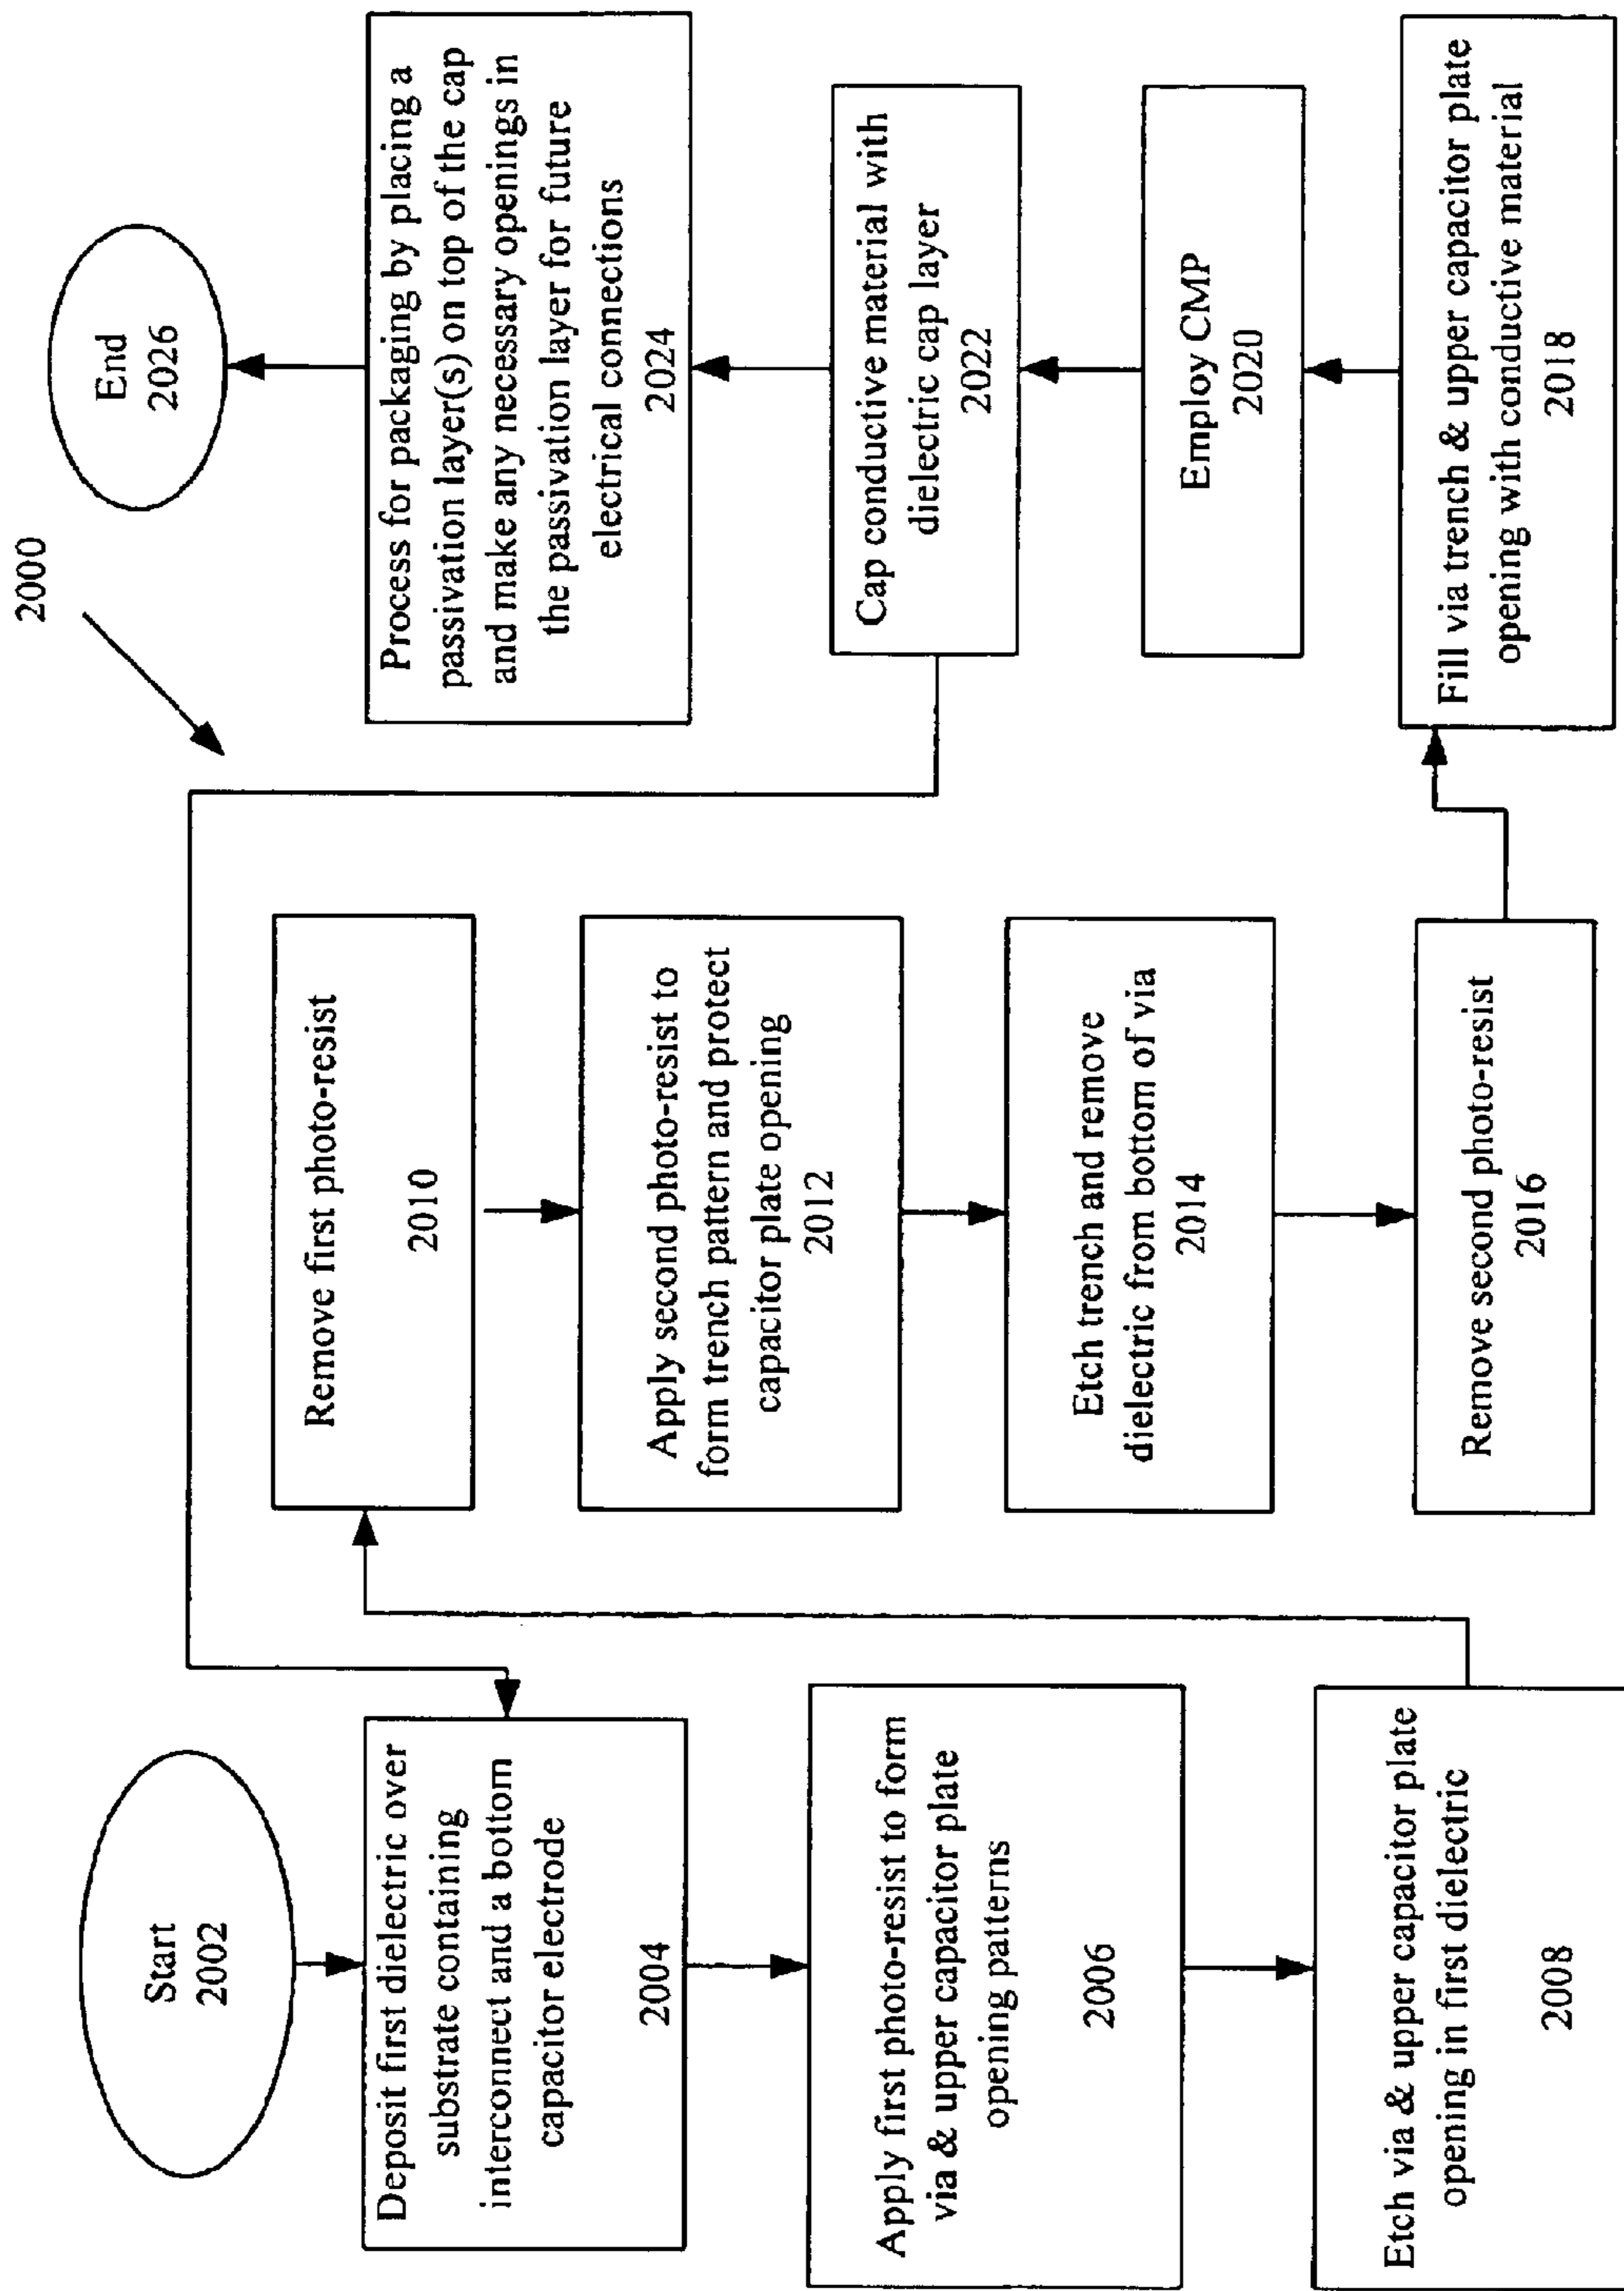 2000
Start
2002
Deposit first dielectric over
substrate containing
interconnect and a bottom
capacitor electrode
2004
Apply first photo-resist to form
via & upper capacitor plate
opening patterns
2006
Etch via & upper capacitor plate
opening in first dielectric
2008
Remove first photo-resist
2010
Apply second photo-resist to
form trench pattern and protect
capacitor plate opening
2012
Etch trench and remove
dielectric from bottom of via
2014
Remove second photo-resist
2016
Fill via trench & upper capacitor plate
opening with conductive material
2018
Employ CMP
2020
Cap conductive material with
dielectric cap layer
2022
Process for packaging by placing a
passivation layer(s) on top of the cap
and make any necessary openings in
the passivation layer for future
electrical connections
2024
End
2026